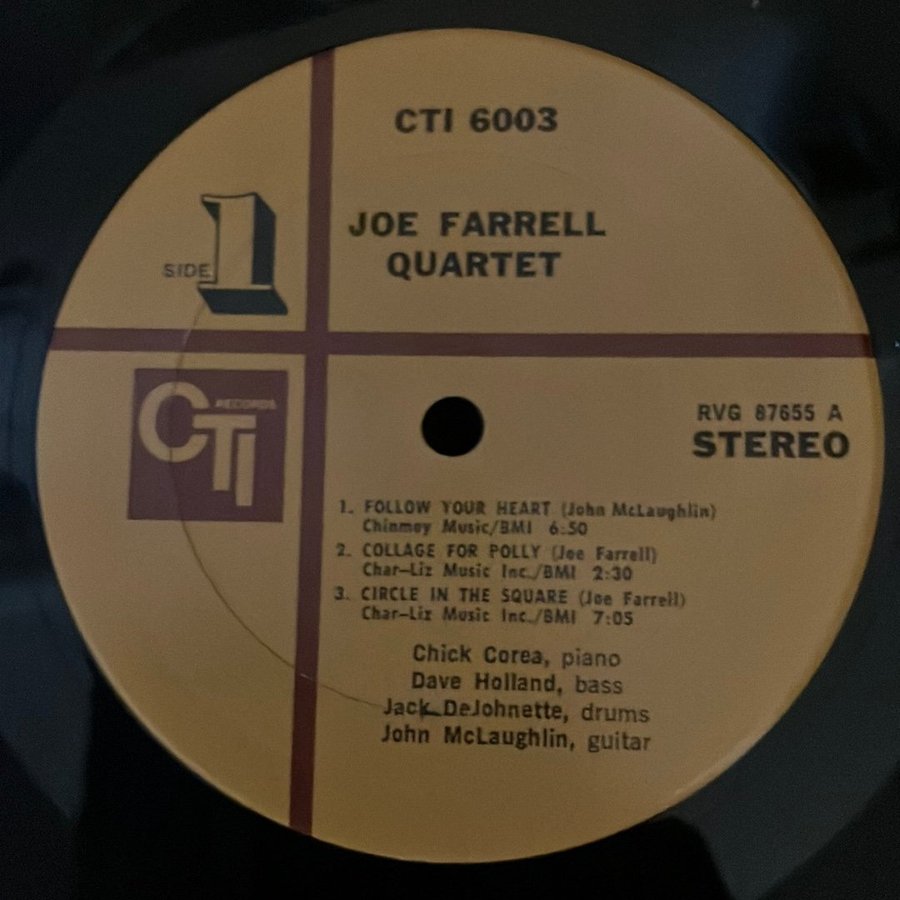 CTI 6003
JOE FARRELL
QUARTET
SIDE 1
CTI RECORDS
RVG 87655 A
STEREO
1. FOLLOW YOUR HEART (John McLaughlin)
Chinmoy Music/BMI 6:50
2. COLLAGE FOR POLLY (Joe Farrell)
Char-Liz Music Inc./BMI 2:30
3. CIRCLE IN THE SQUARE (Joe Farrell)
Char-Liz Music Inc./BMI 7:05
Chick Corea, piano
Dave Holland, bass
Jack DeJohnette, drums
John McLaughlin, guitar